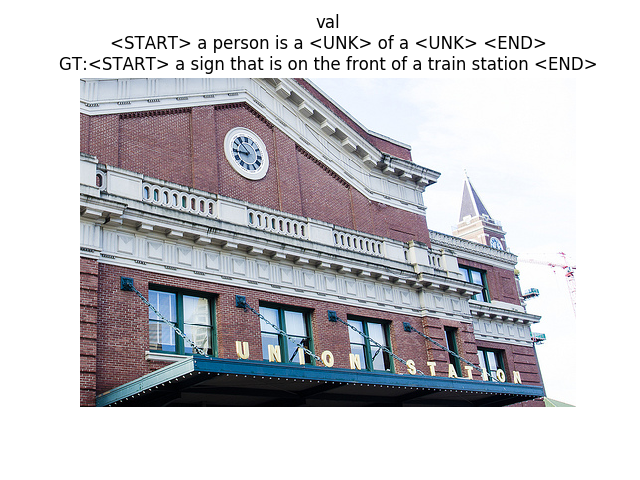 val
<START> a person is a <UNK> of a <UNK> <END>
GT:<START> a sign that is on the front of a train station <END>
UNION STATION